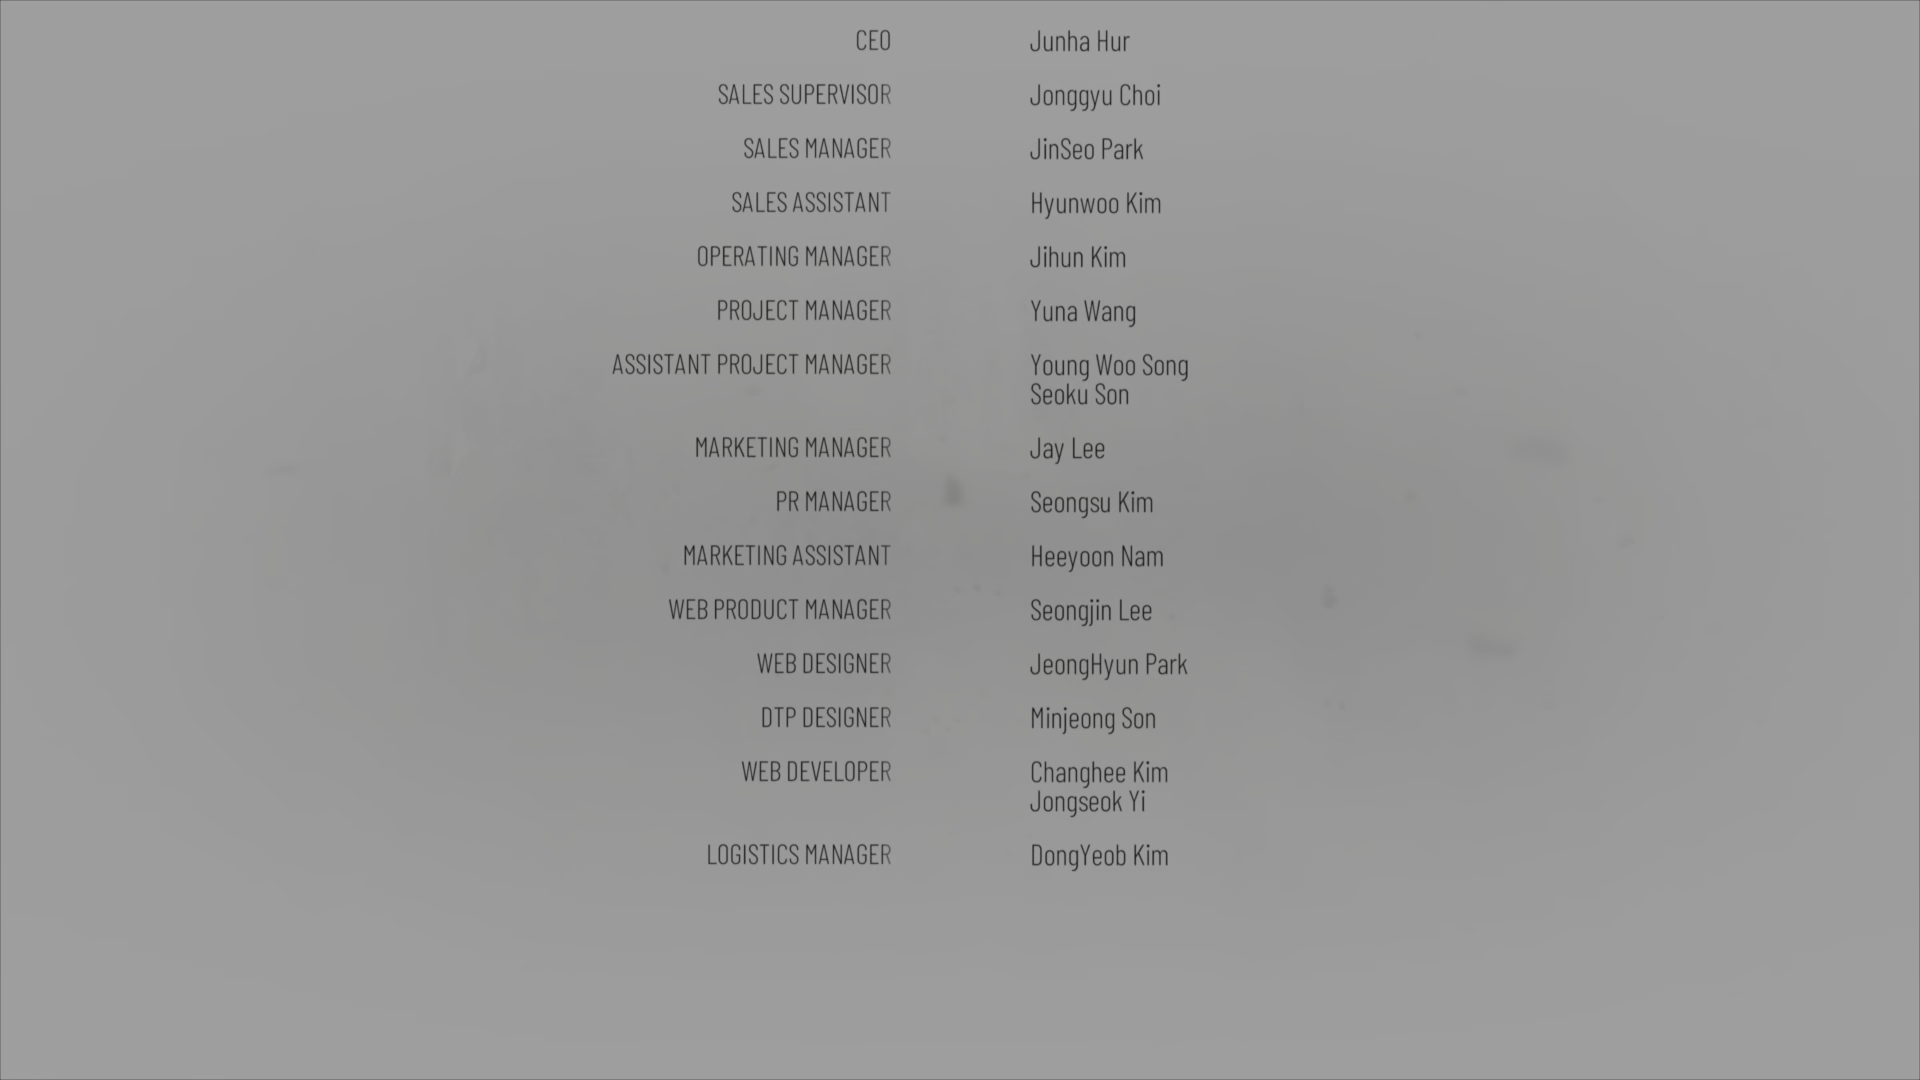 CEO Junha Hur
SALES SUPERVISOR Jonggyu Choi
SALES MANAGER JinSeo Park
SALES ASSISTANT Hyunwoo Kim
OPERATING MANAGER Jihun Kim
PROJECT MANAGER Yuna Wang
ASSISTANT PROJECT MANAGER Young Woo Song
Seoku Son
MARKETING MANAGER Jay Lee
PR MANAGER Seongsu Kim
MARKETING ASSISTANT Heeyoon Nam
WEB PRODUCT MANAGER Seongjin Lee
WEB DESIGNER JeongHyun Park
DTP DESIGNER Minjeong Son
WEB DEVELOPER Changhee Kim
Jongseok Yi
LOGISTICS MANAGER DongYeob Kim